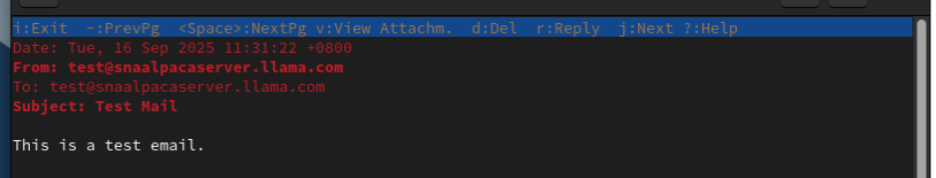 i:Exit  -:PrevPg  <Space>:NextPg v:View Attachm.  d:Del  r:Reply  j:Next ?:Help
Date: Tue, 16 Sep 2025 11:31:22 +0800
From: test@snaalpacaserver.llama.com
To: test@snaalpacaserver.llama.com
Subject: Test Mail
This is a test email.